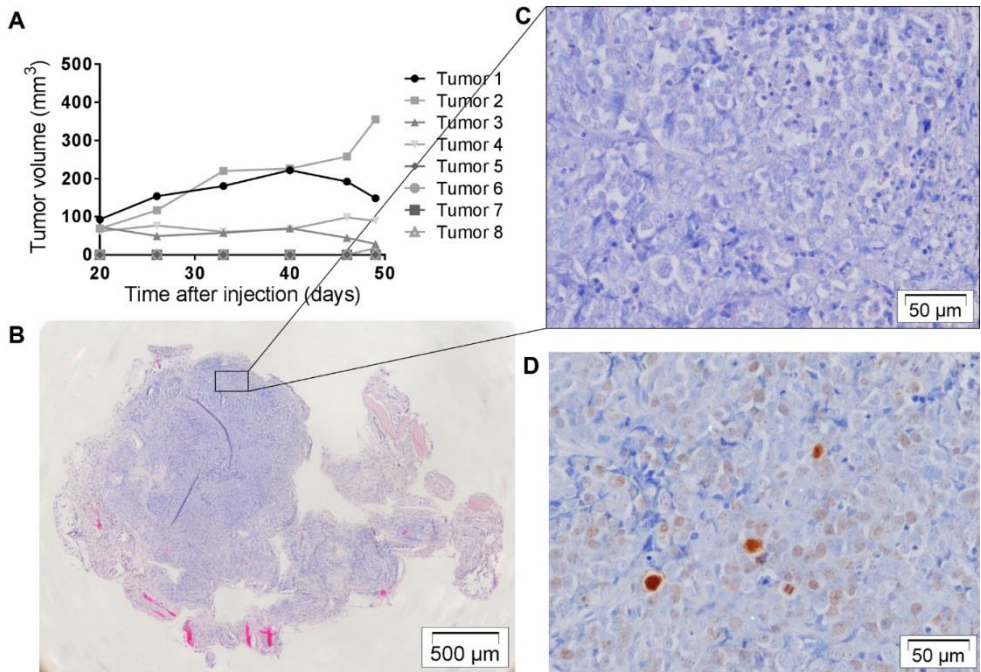 A
Tumor volume (mm³)
500
400
300
200
100
0
20
30
40
50
Time after injection (days)
Tumor 1
Tumor 2
Tumor 3
Tumor 4
Tumor 5
Tumor 6
Tumor 7
Tumor 8
C
50 µm
B
500 µm
D
50 µm